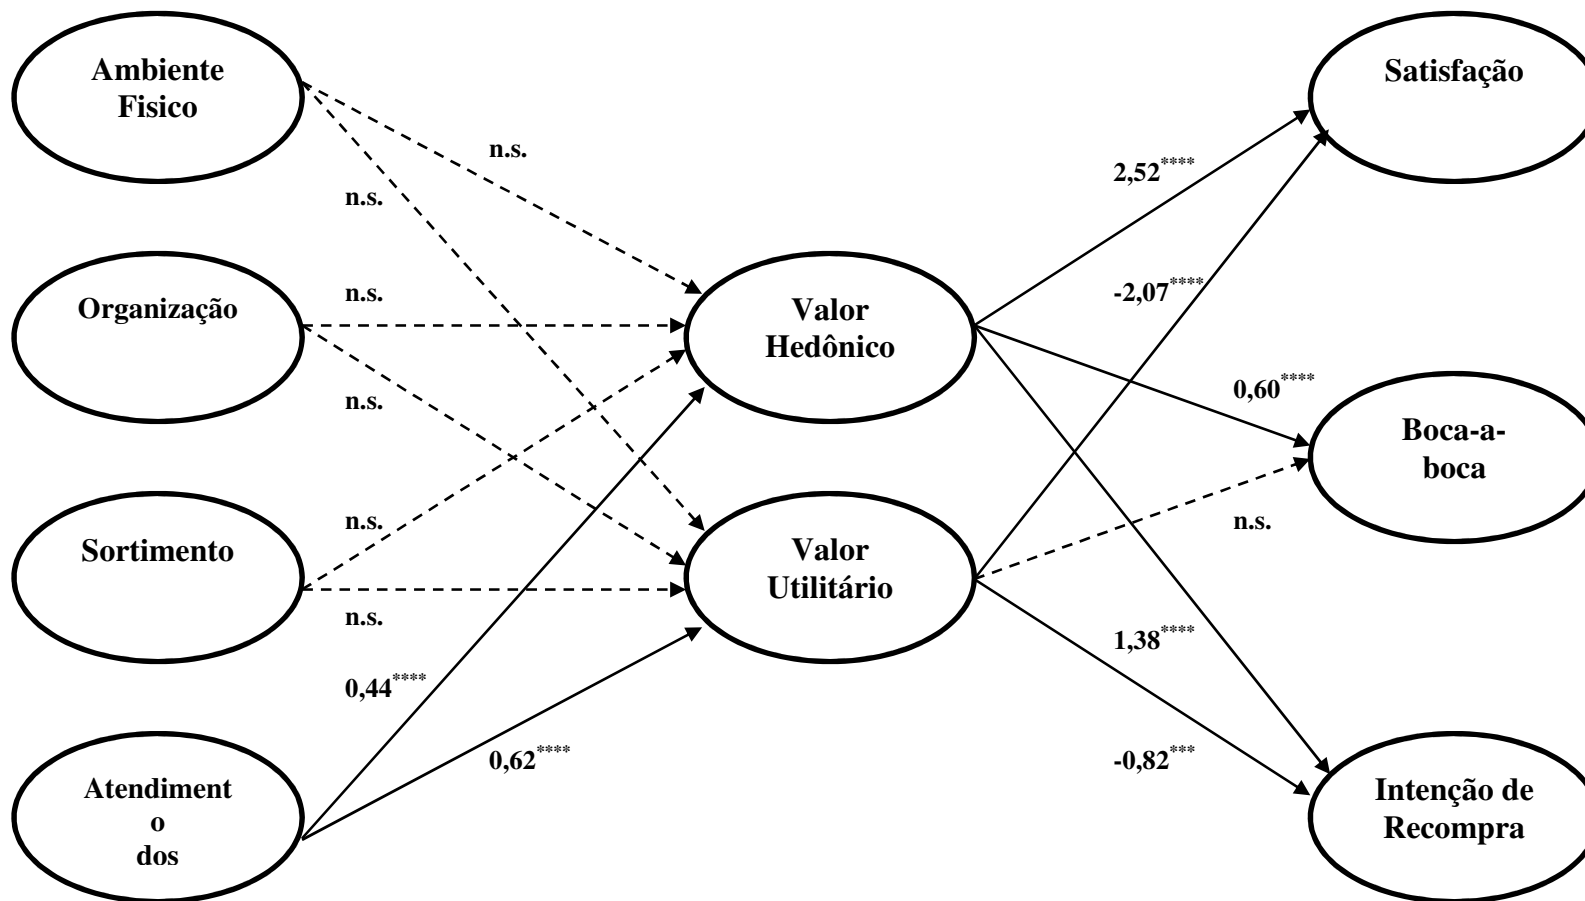 Ambiente
Fisico
n.s.
n.s.
Organização
n.s.
n.s.
Sortimento
n.s.
n.s.
Atendiment
o
dos
0,44****
0,62****
Valor
Hedônico
Valor
Utilitário
2,52****
-2,07****
0,60****
n.s.
1,38****
-0,82***
Satisfação
Boca-a-
boca
Intenção de
Recompra